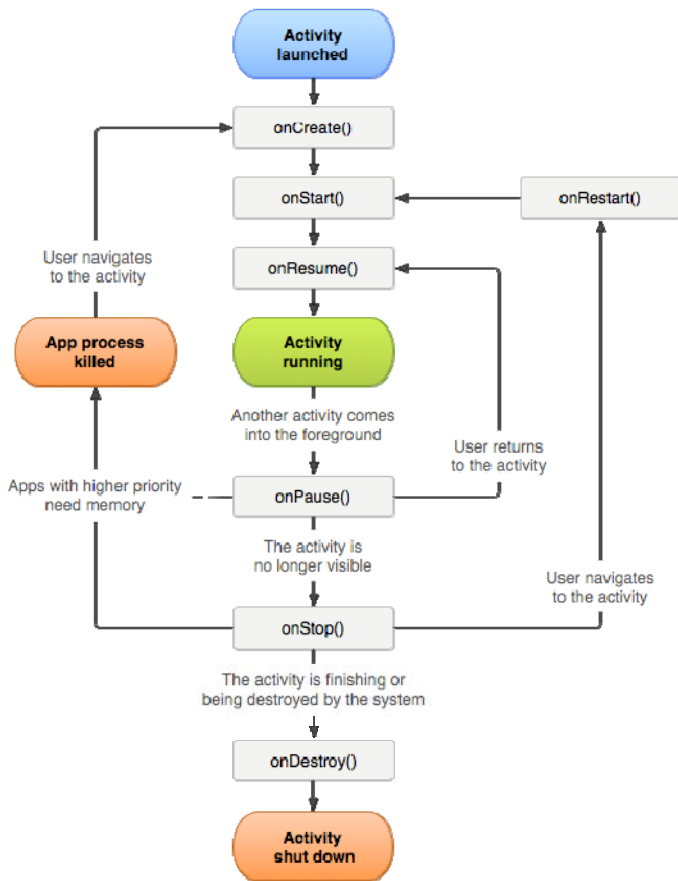 Activity
launched
onCreate()
onStart()
onRestart()
User navigates
to the activity
onResume()
App process
killed
Activity
running
Another activity comes
into the foreground
User returns
to the activity
Apps with higher priority
need memory
onPause()
The activity is
no longer visible
User navigates
to the activity
onStop()
The activity is finishing or
being destroyed by the system
onDestroy()
Activity
shut down